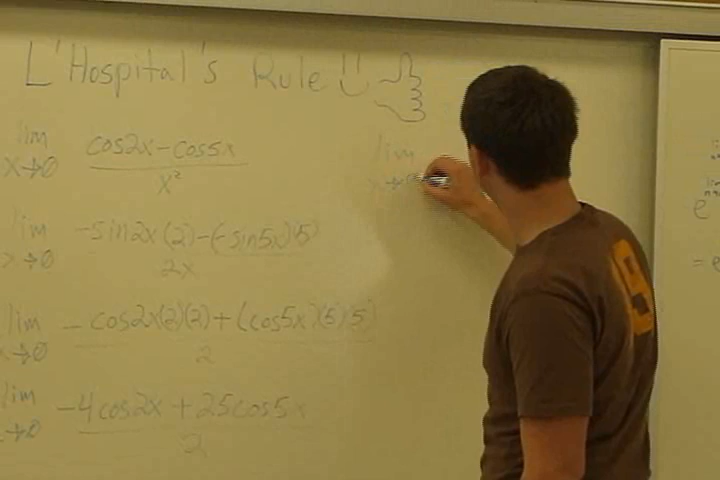 L'Hospital's Rule
lim x→0 cos2x - cos5x / x²
lim x→0 -sin2x(2) - (-sin5x)(5) / 2x
lim x→0 -cos2x(2)(2) + (cos5x)(5)(5) / 2
lim x→0 -4cos2x + 25cos5x / 2
lim
x→
e
= e